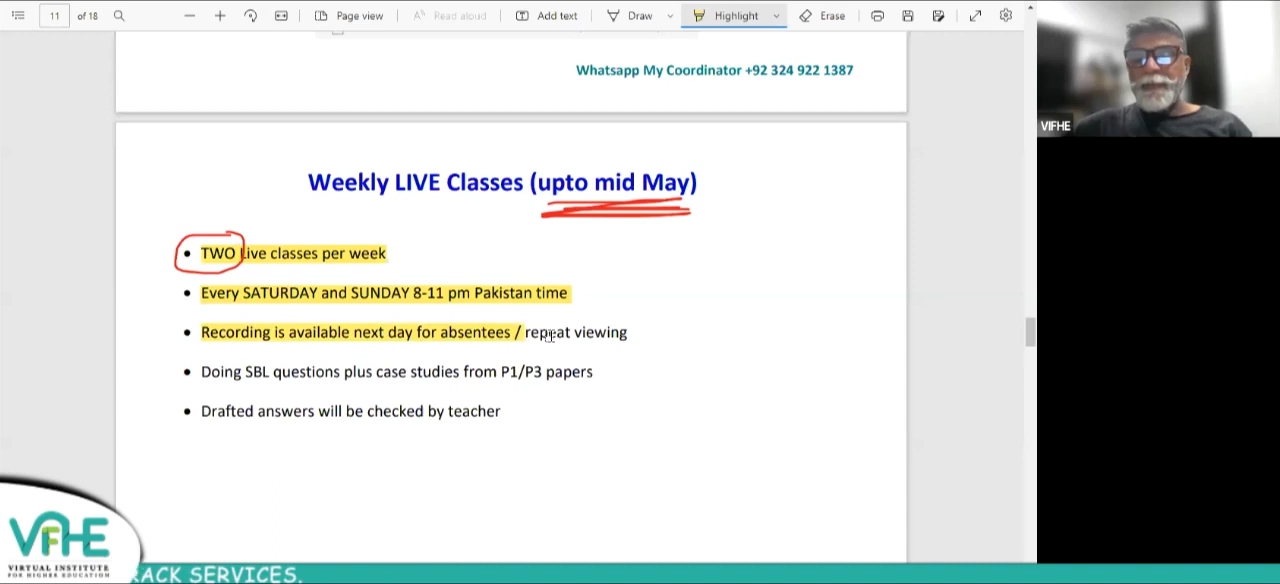 11 of 18
Page view
Read aloud
Add text
Draw
Highlight
Erase
Whatsapp My Coordinator +92 324 922 1387
VIFHE
Weekly LIVE Classes (upto mid May)
• TWO Live classes per week
• Every SATURDAY and SUNDAY 8-11 pm Pakistan time
• Recording is available next day for absentees / repeat viewing
• Doing SBL questions plus case studies from P1/P3 papers
• Drafted answers will be checked by teacher
VIFHE
VIRTUAL INSTITUTE
FOR HIGHER EDUCATION
RACK SERVICES.